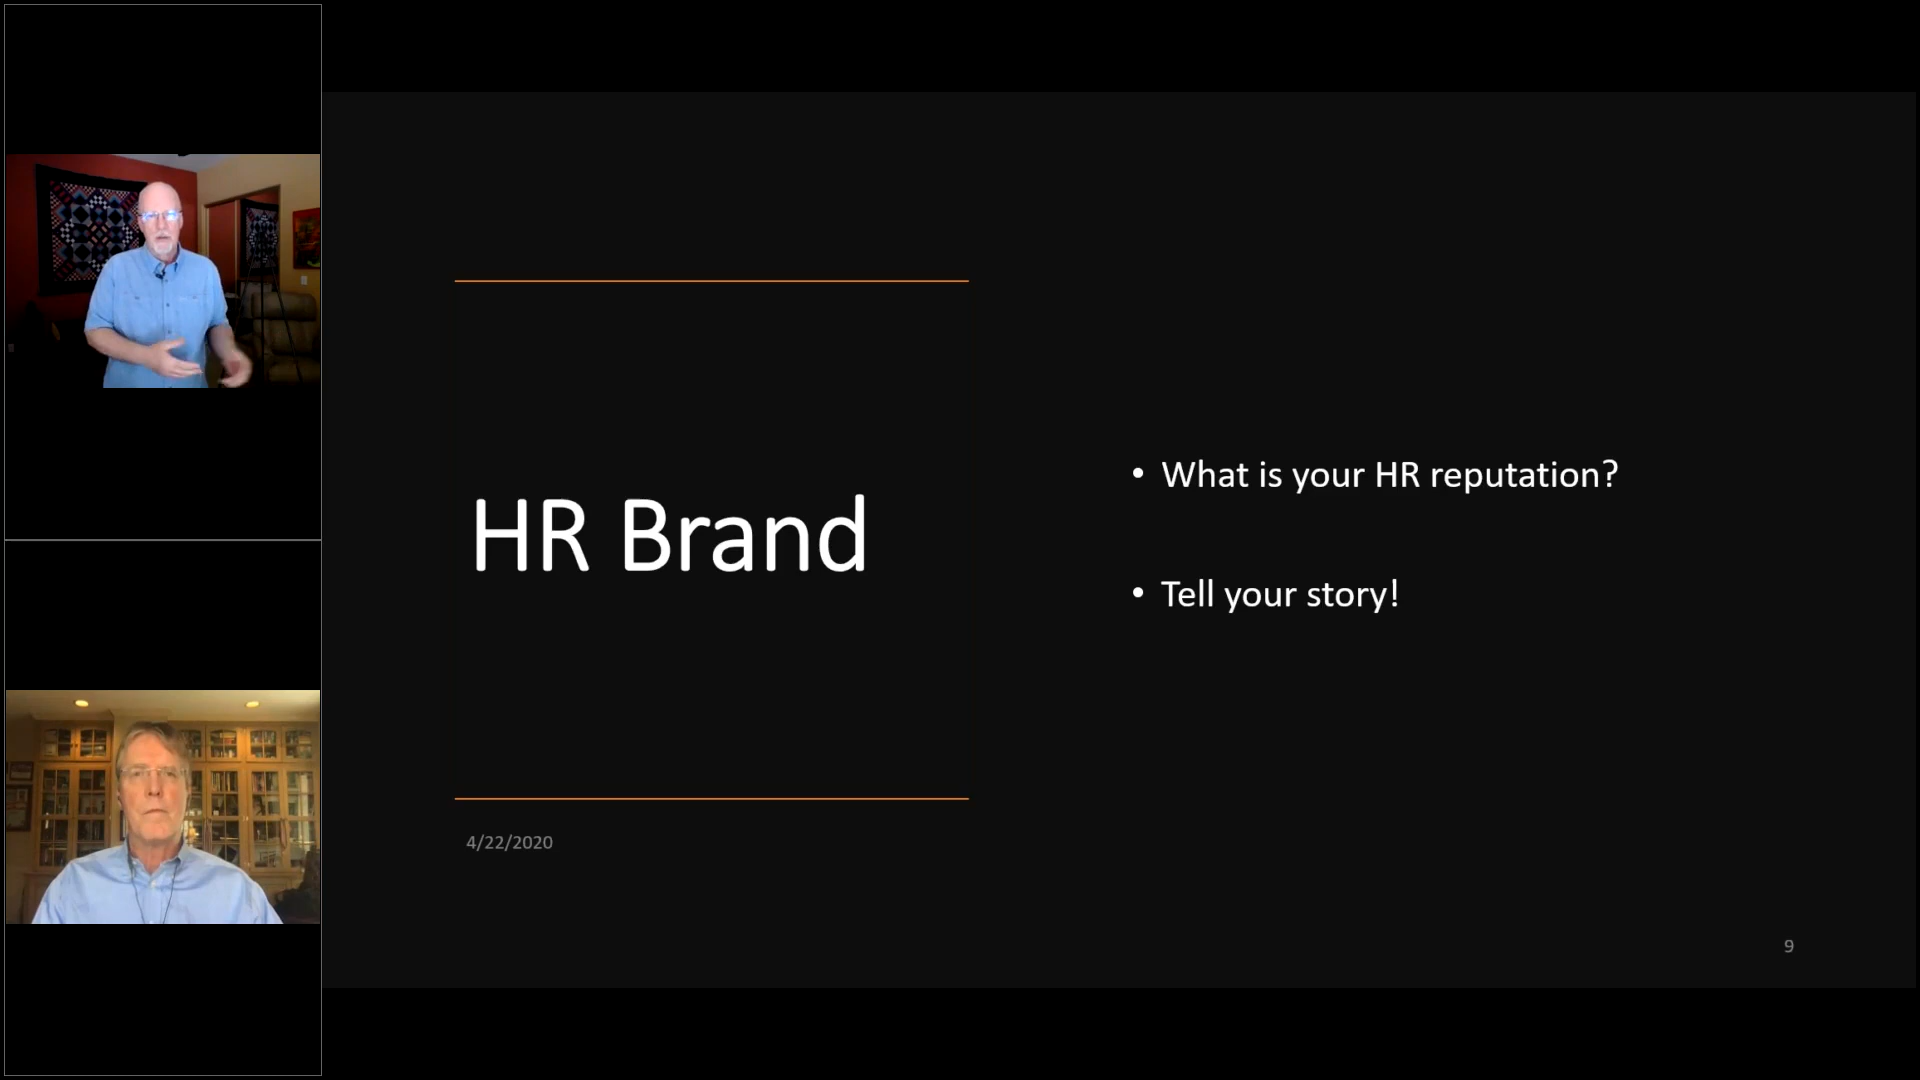 HR Brand
• What is your HR reputation?
• Tell your story!
4/22/2020
9